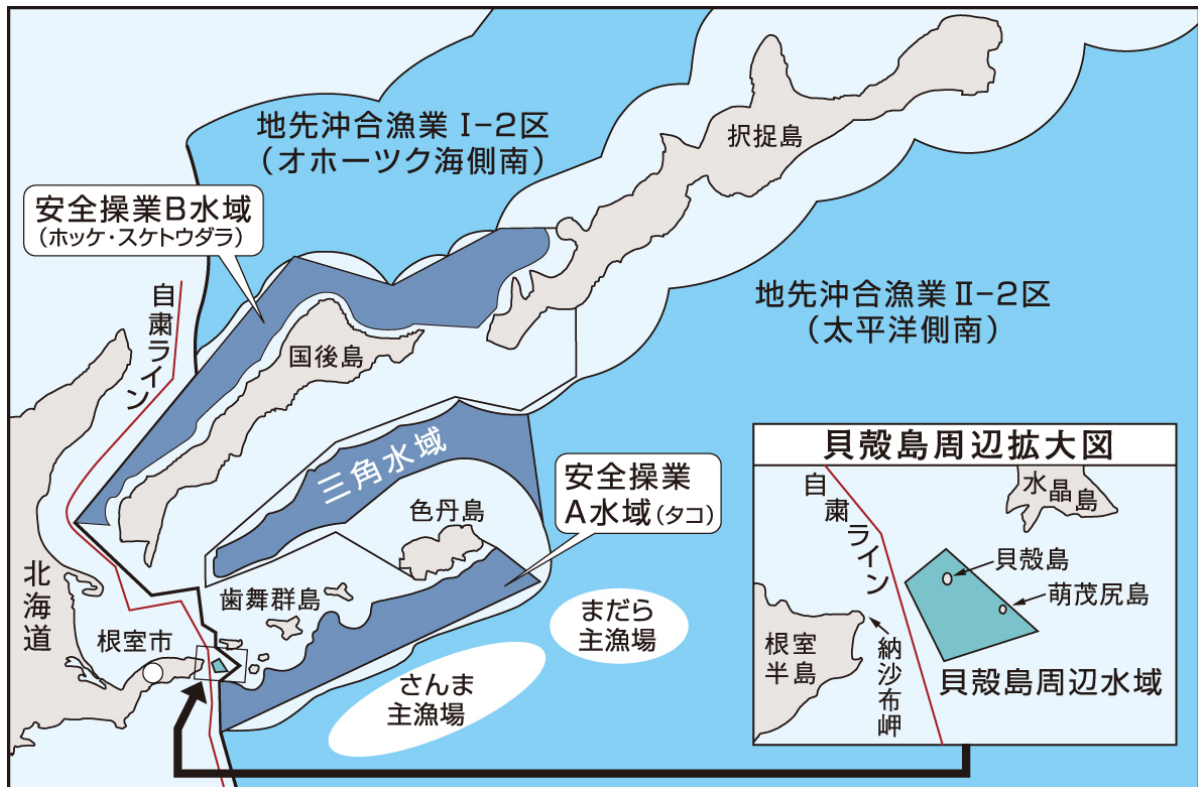 地先沖合漁業 Ⅰ-2区
(オホーツク海側南)
択捉島
安全操業B水域
(ホッケ・スケトウダラ)
自粛ライン
国後島
地先沖合漁業 Ⅱ-2区
(太平洋側南)
三角水域
安全操業
A水域(タコ)
色丹島
北海道
歯舞群島
根室市
まだら
主漁場
さんま
主漁場
貝殻島周辺拡大図
自粛ライン
水晶島
貝殻島
萌茂尻島
根室
半島
納沙布岬
貝殻島周辺水域